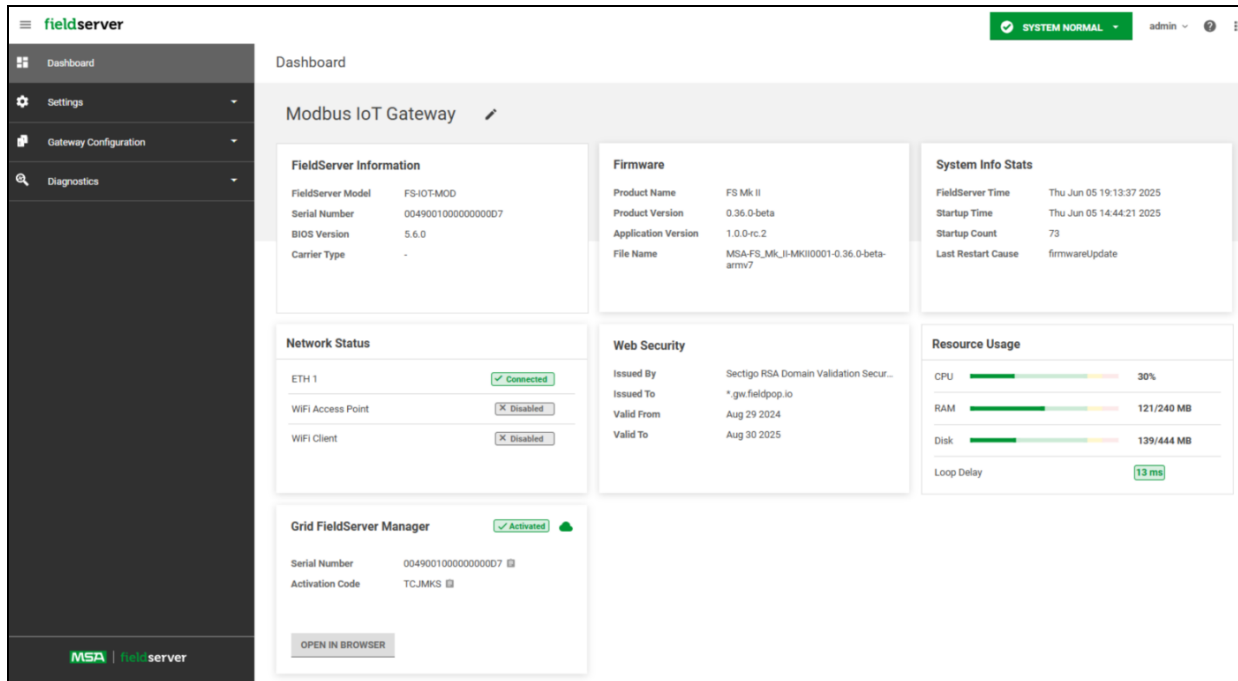 fieldserver
SYSTEM NORMAL
admin
Dashboard
Settings
Gateway Configuration
Diagnostics
MSA | fieldserver
Dashboard
Modbus IoT Gateway
FieldServer Information
FieldServer Model FS-IOT-MOD
Serial Number 0049001000000000D7
BIOS Version 5.6.0
Carrier Type -
Firmware
Product Name FS Mk II
Product Version 0.36.0-beta
Application Version 1.0.0-rc.2
File Name MSA-FS_Mk_II-MKII0001-0.36.0-beta-
armv7
System Info Stats
FieldServer Time Thu Jun 05 19:13:37 2025
Startup Time Thu Jun 05 14:44:21 2025
Startup Count 73
Last Restart Cause firmwareUpdate
Network Status
ETH 1 Connected
WiFi Access Point Disabled
WiFi Client Disabled
Web Security
Issued By Sectigo RSA Domain Validation Secur...
Issued To *.gw.fieldpop.io
Valid From Aug 29 2024
Valid To Aug 30 2025
Resource Usage
CPU 30%
RAM 121/240 MB
Disk 139/444 MB
Loop Delay 13 ms
Grid FieldServer Manager Activated
Serial Number 0049001000000000D7
Activation Code TCJMKS
OPEN IN BROWSER